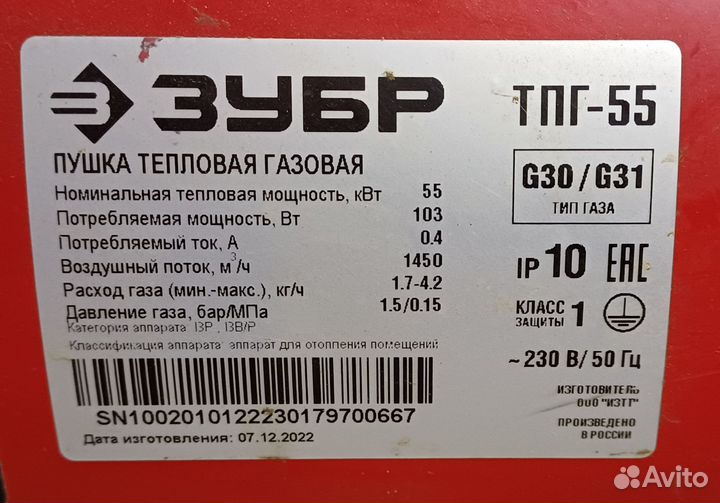 ЗУБР ТПГ-55
ПУШКА ТЕПЛОВАЯ ГАЗОВАЯ
Номинальная тепловая мощность, кВт 55
Потребляемая мощность, Вт 103
Потребляемый ток, А 0.4
Воздушный поток, м³/ч 1450
Расход газа (мин.-макс.), кг/ч 1.7-4.2
Давление газа, бар/МПа 1.5/0.15
Категория аппарата I3P , I3B/P
Классификация аппарата аппарат для отопления помещений
SN10020101222230179700667
Дата изготовления: 07.12.2022
G30 / G31
ТИП ГАЗА
IP 10 EAC
КЛАСС ЗАЩИТЫ 1
~ 230 В/ 50 Гц
ИЗГОТОВИТЕЛЬ
ООО "ИЗТТ"
ПРОИЗВЕДЕНО
В РОССИИ
Avito